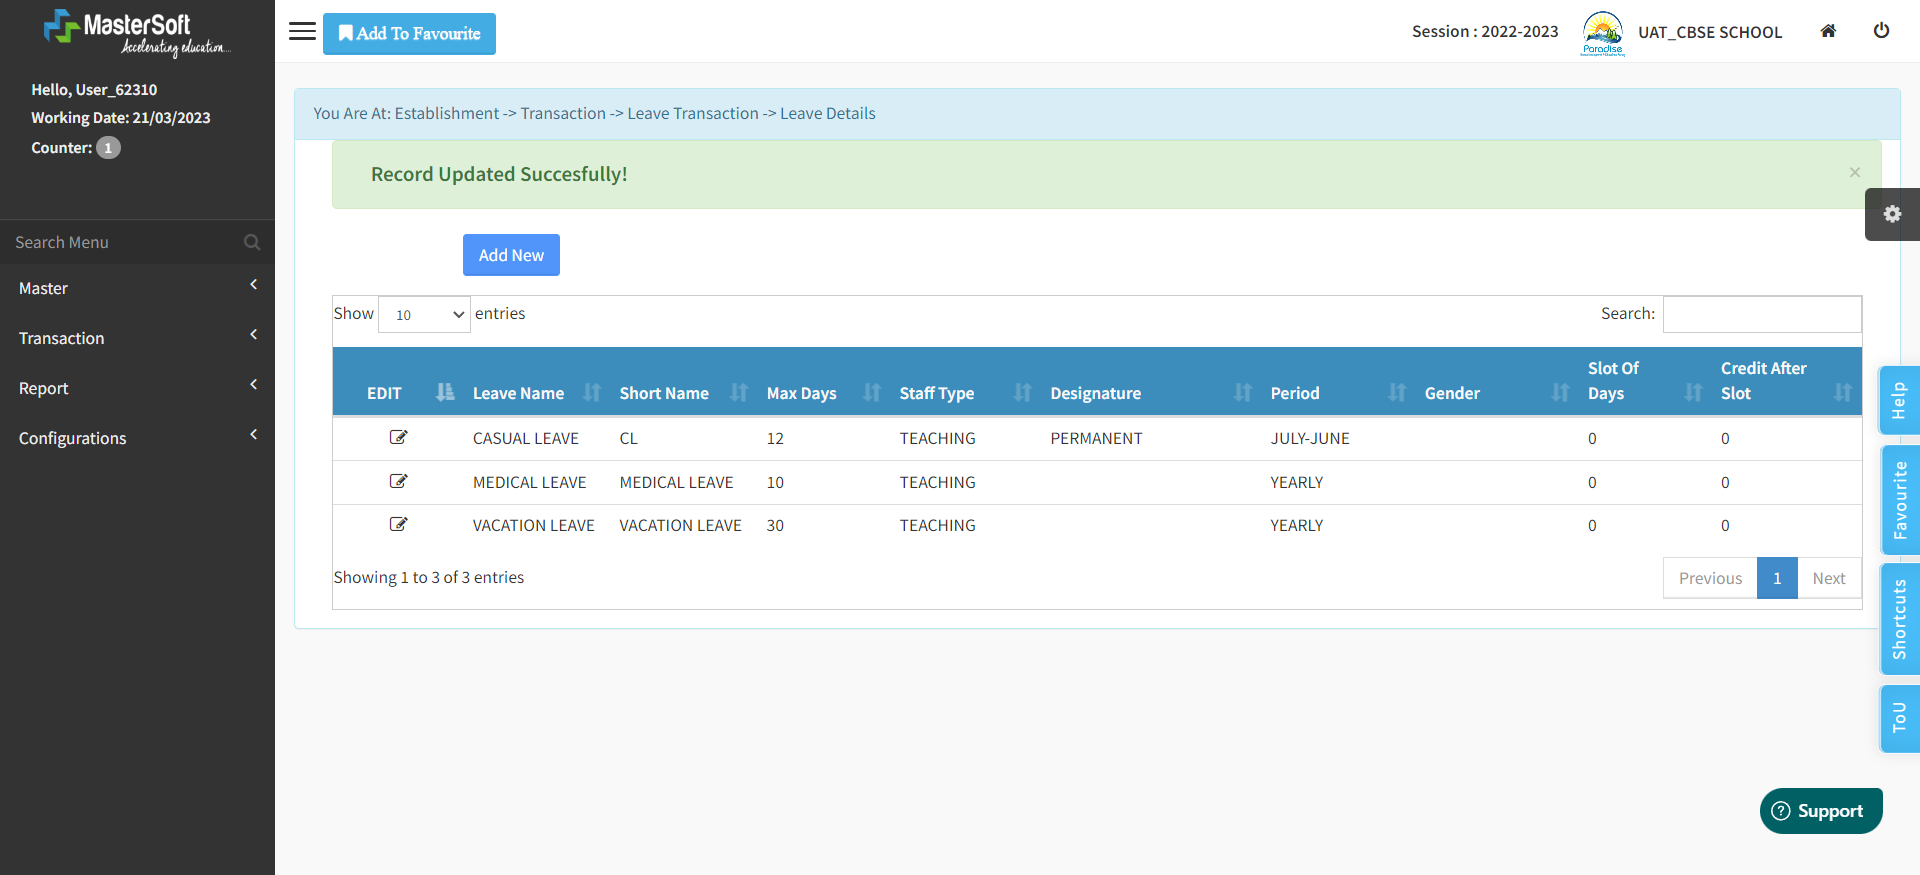 MasterSoft
Accelerating education...
Hello, User_62310
Working Date: 21/03/2023
Counter: 1
Search Menu
Master
Transaction
Report
Configurations
Add To Favourite
Session : 2022-2023
Paradise
UAT_CBSE SCHOOL
You Are At: Establishment -> Transaction -> Leave Transaction -> Leave Details
Record Updated Succesfully!
×
Add New
Show 10 entries
Search:
EDIT Leave Name Short Name Max Days Staff Type Designature Period Gender Slot Of Days Credit After Slot
CASUAL LEAVE CL 12 TEACHING PERMANENT JULY-JUNE 0 0
MEDICAL LEAVE MEDICAL LEAVE 10 TEACHING YEARLY 0 0
VACATION LEAVE VACATION LEAVE 30 TEACHING YEARLY 0 0
Showing 1 to 3 of 3 entries
Previous 1 Next
Help
Favourite
Shortcuts
ToU
? Support